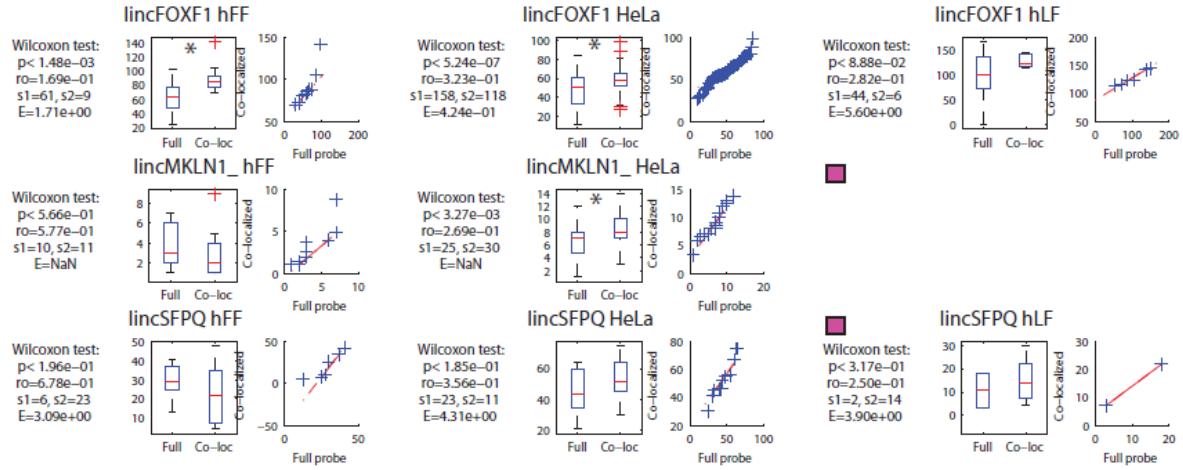 lincFOXF1 hFF
lincFOXF1 HeLa
lincFOXF1 hLF
Wilcoxon test:
p< 1.48e−03
ro=1.69e−01
s1=61, s2=9
E=1.71e+00
140
120
100
80
60
40
20
*
Full Co−loc
Co−localized
150
100
50
0 100 200
Full probe
Wilcoxon test:
p< 5.24e−07
ro=3.23e−01
s1=158, s2=118
E=4.24e−01
100
80
60
40
20
*
Full Co−loc
Co−localized
100
50
0
0 50 100
Full probe
Wilcoxon test:
p< 8.88e−02
ro=2.82e−01
s1=44, s2=6
E=5.60e+00
150
100
50
0
Full Co−loc
Co−localized
200
150
100
50
0 100 200
Full probe
lincMKLN1_ hFF
lincMKLN1_ HeLa
Wilcoxon test:
p< 5.66e−01
ro=5.77e−01
s1=10, s2=11
E=NaN
8
6
4
2
Full Co−loc
Co−localized
10
5
0
0 5 10
Full probe
Wilcoxon test:
p< 3.27e−03
ro=2.69e−01
s1=25, s2=30
E=NaN
14
12
10
8
6
4
2
*
Full Co−loc
Co−localized
15
10
5
0
0 10 20
Full probe
lincSFPQ hFF
lincSFPQ HeLa
lincSFPQ hLF
Wilcoxon test:
p< 1.96e−01
ro=6.78e−01
s1=6, s2=23
E=3.09e+00
50
40
30
20
10
Full Co−loc
Co−localized
50
0
−50
0 50
Full probe
Wilcoxon test:
p< 1.85e−01
ro=3.56e−01
s1=23, s2=11
E=4.31e+00
60
40
20
Full Co−loc
Co−localized
80
60
40
20
0 50 100
Full probe
Wilcoxon test:
p< 3.17e−01
ro=2.50e−01
s1=2, s2=14
E=3.90e+00
30
20
10
0
Full Co−loc
Co−localized
30
20
10
0
0 10 20
Full probe